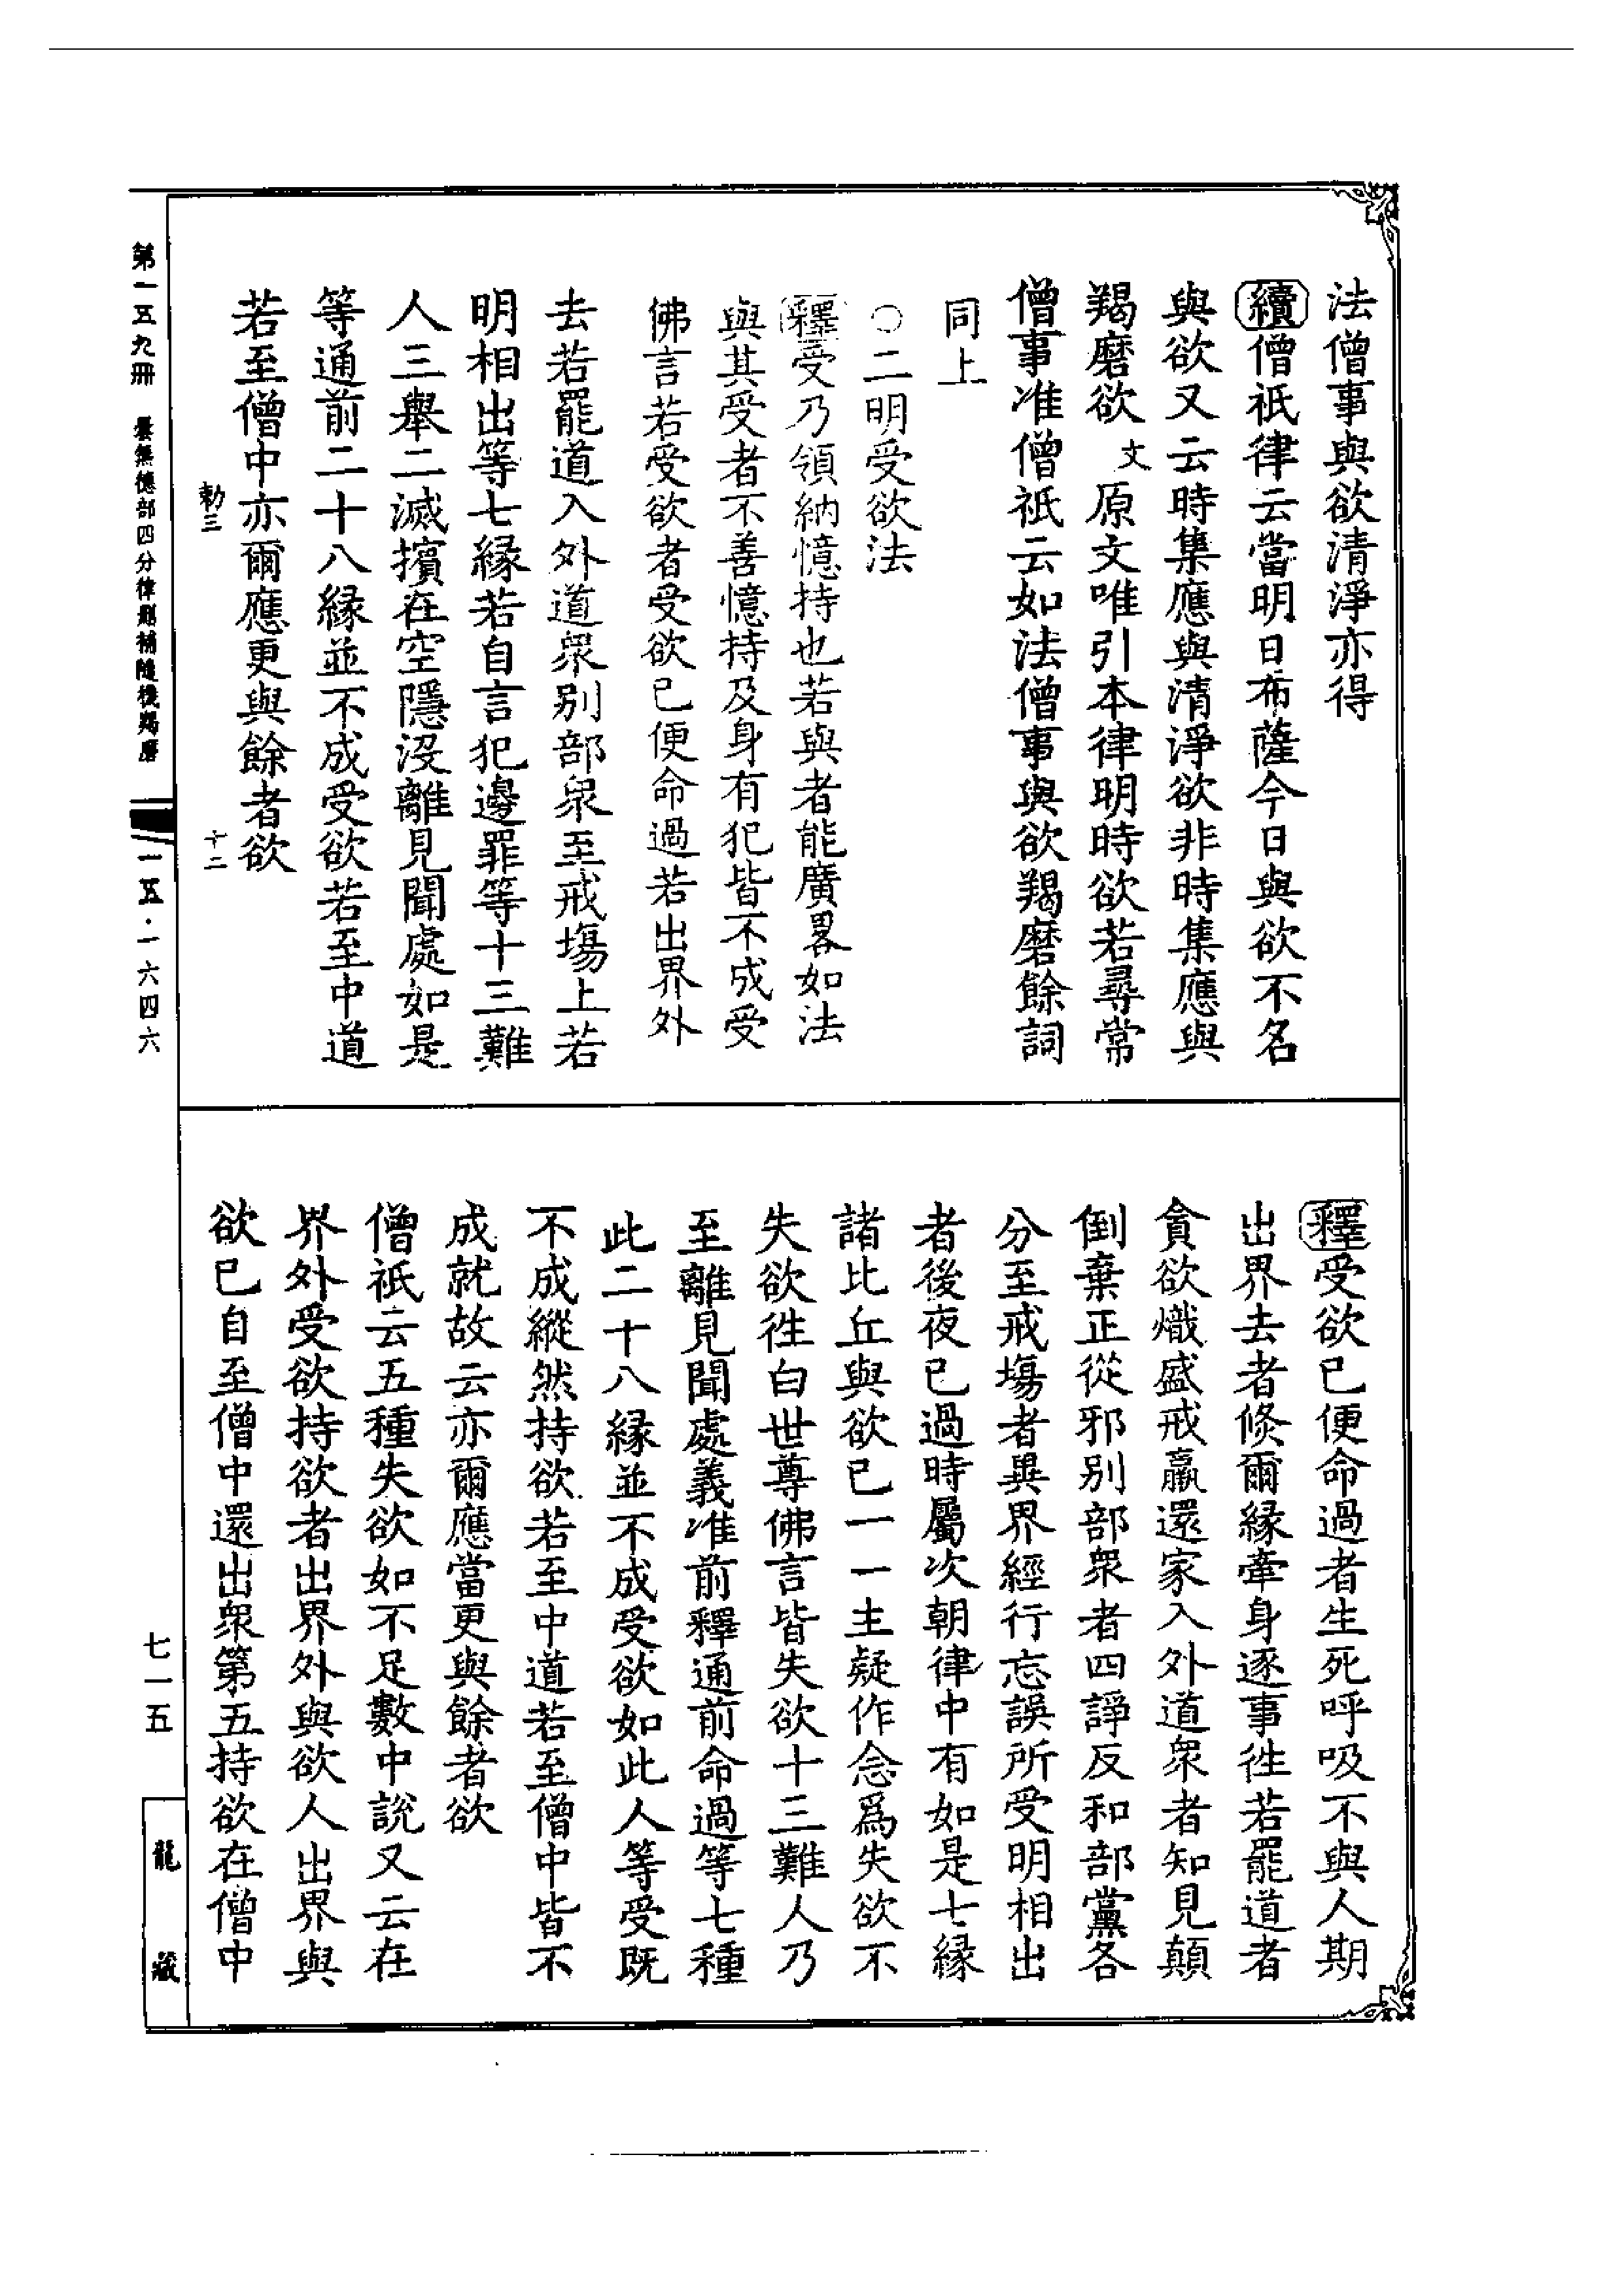 法僧事與欲清淨亦得
續僧祇律云當明日布薩今日與欲不名
與欲又云時集應與清淨欲非時集應與
羯磨欲文原文唯引本律明時欲若尋常
僧事准僧祇云如法僧事與欲羯磨餘詞
同上
○二明受欲法
釋受乃領納憶持也若與者能廣畧如法
與其受者不善憶持及身有犯皆不成受
佛言若受欲者受欲已便命過若出界外
去若罷道入外道眾別部眾至戒塲上若
明相出等七緣若自言犯邊罪等十三難
人三舉二滅擯在空隱没離見聞處如是
等通前二十八緣並不成受欲若至中道
若至僧中亦爾應更與餘者欲
勅三 十二
第一五九冊 曇無德部四分律刪補隨機羯磨 一五·一六四六
釋受欲已便命過者生死呼吸不與人期
出界去者倐爾緣牽身逐事徃若罷道者
貪欲熾盛戒羸還家入外道眾者知見顛
倒棄正從邪別部眾者四諍反和部黨各
分至戒塲者異界經行忘誤所受明相出
者後夜已過時屬次朝律中有如是七緣
諸比丘與欲已一一主疑作念爲失欲不
失欲徃白世尊佛言皆失欲十三難人乃
至離見聞處義准前釋通前命過等七種
此二十八緣並不成受欲如此人等受既
不成縱然持欲若至中道若至僧中皆不
成就故云亦爾應當更與餘者欲
僧祇云五種失欲如不足數中說又云在
界外受欲持欲者出界外與欲人出界與
欲已自至僧中還出眾第五持欲在僧中
七一五
龍藏